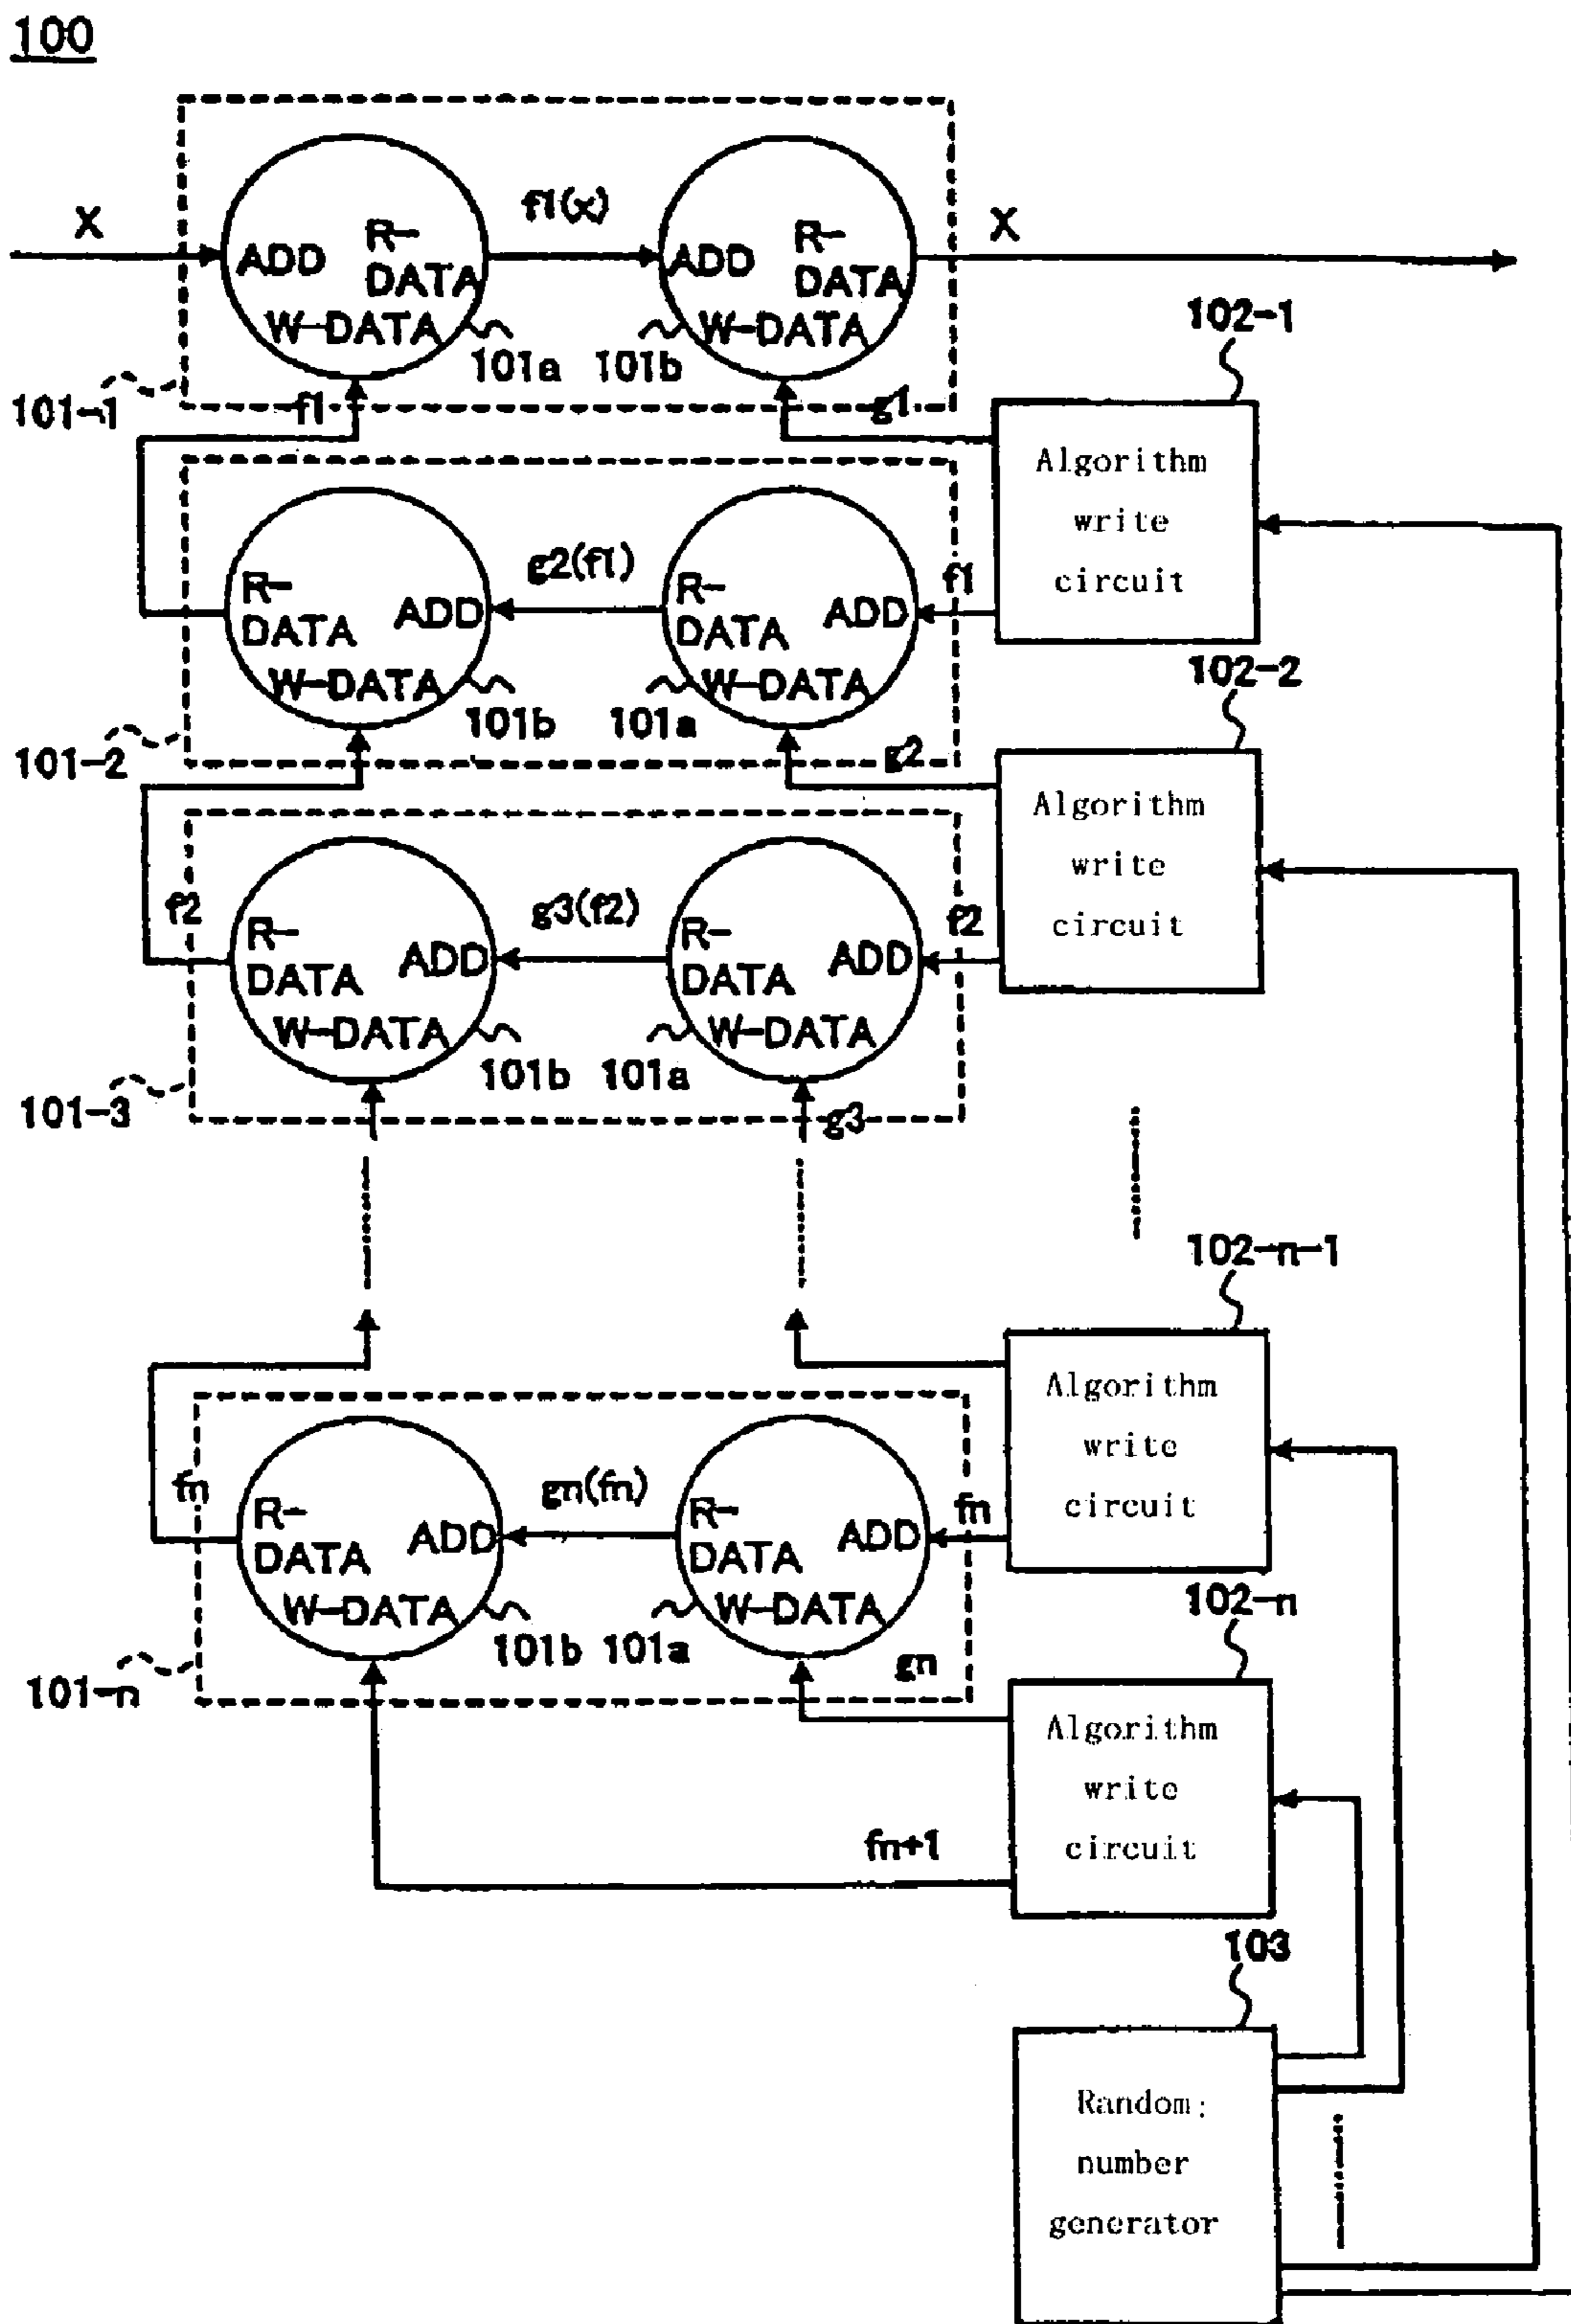 100
X
f1(x)
X
ADD
R-
DATA
W-DATA
ADD
R-
DATA
W-DATA
101a
101b
101-1
f1
g1
102-1
Algorithm
write
circuit
g2(f1)
f1
R-
DATA
ADD
W-DATA
R-
DATA
ADD
W-DATA
101b
101a
101-2
g2
102-2
Algorithm
write
circuit
f2
g3(f2)
f2
R-
DATA
ADD
W-DATA
R-
DATA
ADD
W-DATA
101b
101a
101-3
g3
102-n-1
Algorithm
write
circuit
fn
gn(fn)
fn
R-
DATA
ADD
W-DATA
R-
DATA
ADD
W-DATA
101b
101a
101-n
gn
102-n
Algorithm
write
circuit
fn+1
103
Random:
number
generator